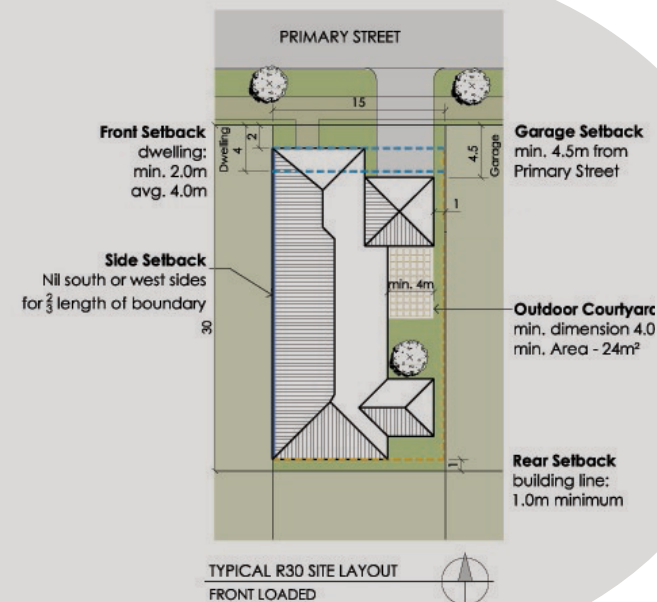 PRIMARY STREET
15
Front Setback
dwelling:
min. 2.0m
avg. 4.0m
Dwelling
4
2
4.5
Garage
Garage Setback
min. 4.5m from
Primary Street
1
Side Setback
Nil south or west sides
for 2/3 length of boundary
min. 4m
Outdoor Courtyarc
min. dimension 4.0
min. Area - 24m²
30
Rear Setback
building line:
1.0m minimum
1
TYPICAL R30 SITE LAYOUT
FRONT LOADED